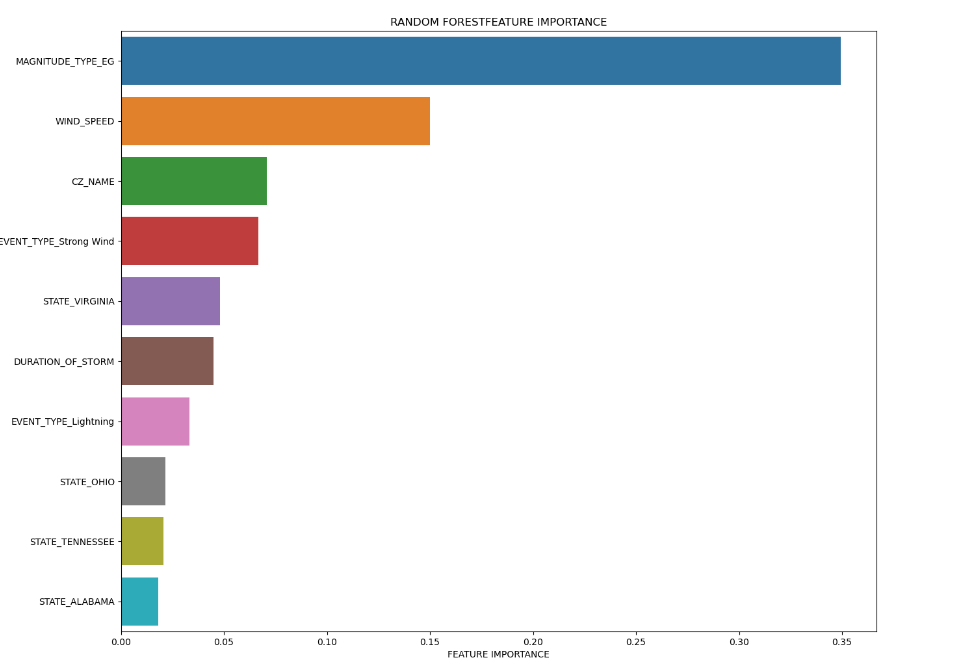 RANDOM FORESTFEATURE IMPORTANCE
MAGNITUDE_TYPE_EG
WIND_SPEED
CZ_NAME
EVENT_TYPE_Strong Wind
STATE_VIRGINIA
DURATION_OF_STORM
EVENT_TYPE_Lightning
STATE_OHIO
STATE_TENNESSEE
STATE_ALABAMA
0.00 0.05 0.10 0.15 0.20 0.25 0.30 0.35
FEATURE IMPORTANCE